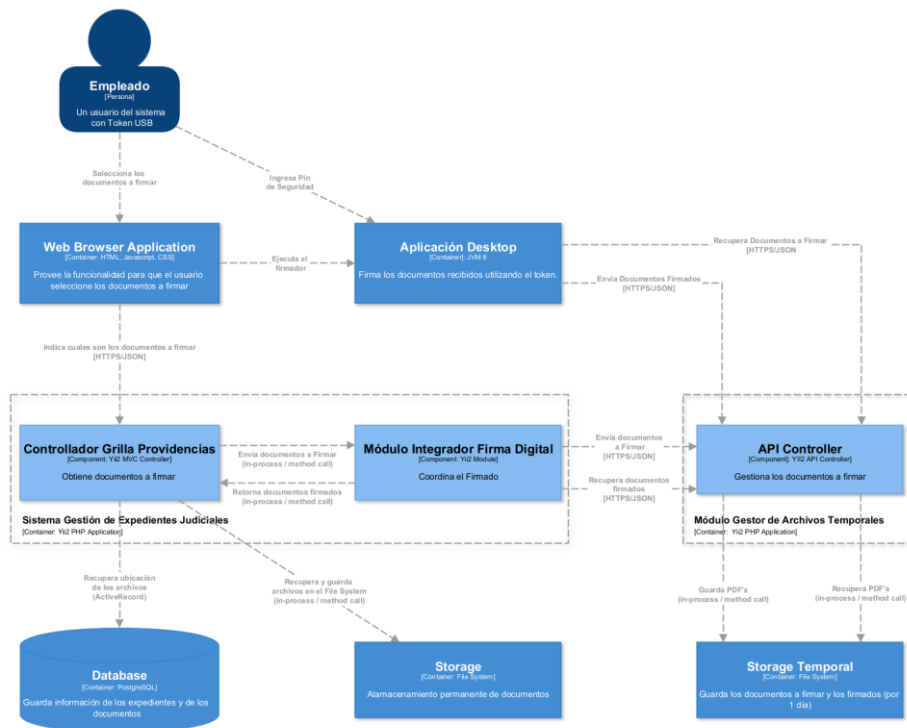 Empleado
[Persona]
Un usuario del sistema
con Token USB
Selecciona los
documentos a firmar
Ingresa Pin
de Seguridad
Web Browser Application
[Container: HTML, Javascript, CSS]
Provee la funcionalidad para que el usuario
seleccione los documentos a firmar
Ejecuta el
firmador
Aplicación Desktop
[Container]: JVM 8
Firma los documentos recibidos utilizando el token.
Recupera Documentos a Firmar
[HTTPS/JSON
Envia Documentos Firmados
[HTTPS/JSON]
Indica cuales son los documentos a firmar
[HTTPS/JSON]
Controllador Grilla Providencias
[Component: Yii2 MVC Controller]
Obtiene documentos a firmar
Envía documentos a Firmar
(in-process / method call)
Retorna documentos firmados
(in-process / method call)
Módulo Integrador Firma Digital
[Component: Yii2 Module]
Coordina el Firmado
Envía documentos
a Firmar
[HTTPS/JSON]
Recupera documentos
firmados
[HTTPS/JSON]
API Controller
[Component]: YII2 API Controller]
Gestiona los documentos a firmar
Sistema Gestión de Expedientes Judiciales
[Container: Yii2 PHP Application]
Módulo Gestor de Archivos Temporales
[Container: Yii2 PHP Application]
Recupera ubicación
de los archivos
(ActiveRecord)
Recupera y guarda
archivos en el File System
(in-process / method call)
Guarda PDF's
(in-process / method call)
Recupera PDF's
(in-process / method call)
Database
[Container: PostgreSQL]
Guarda información de los expedientes y de los
documentos
Storage
[Container: File System]
Alamacenamiento permanente de documentos
Storage Temporal
[Container: File System]
Guarda los documentos a firmar y los firmados (por
1 día)